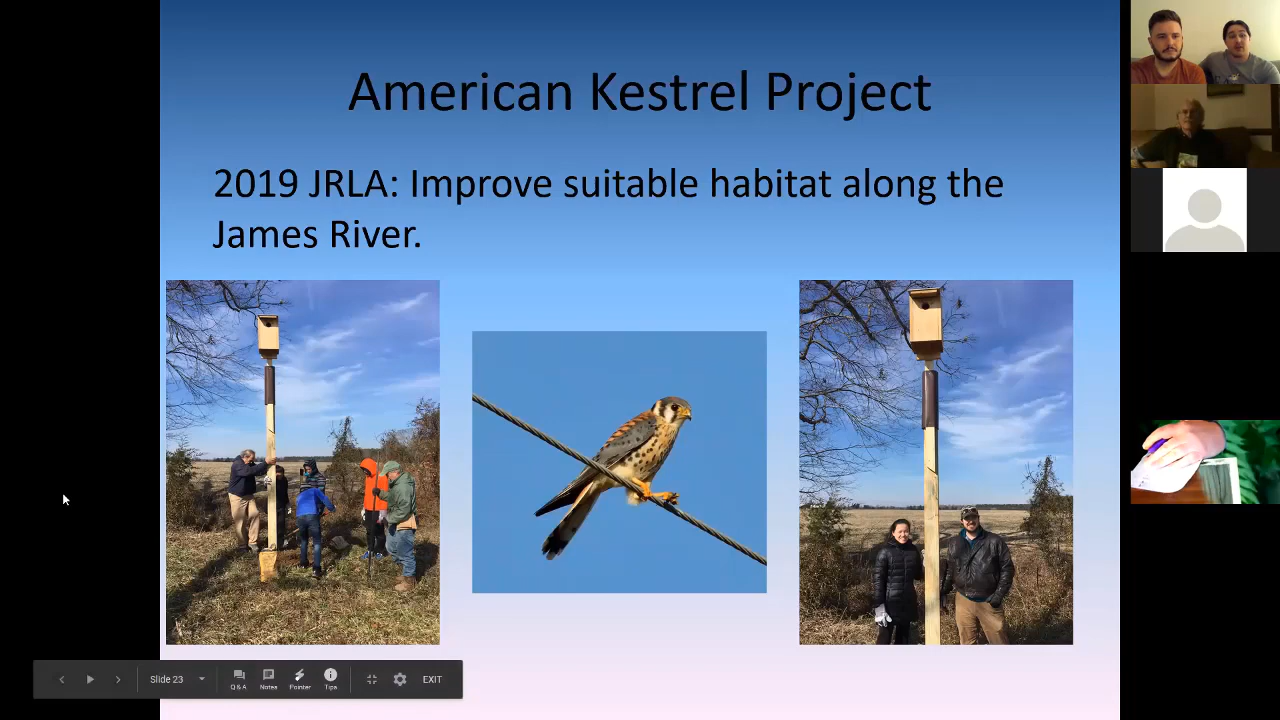 American Kestrel Project
2019 JRLA: Improve suitable habitat along the
James River.
Slide 23
Q & A
Notes
Pointer
Tips
EXIT